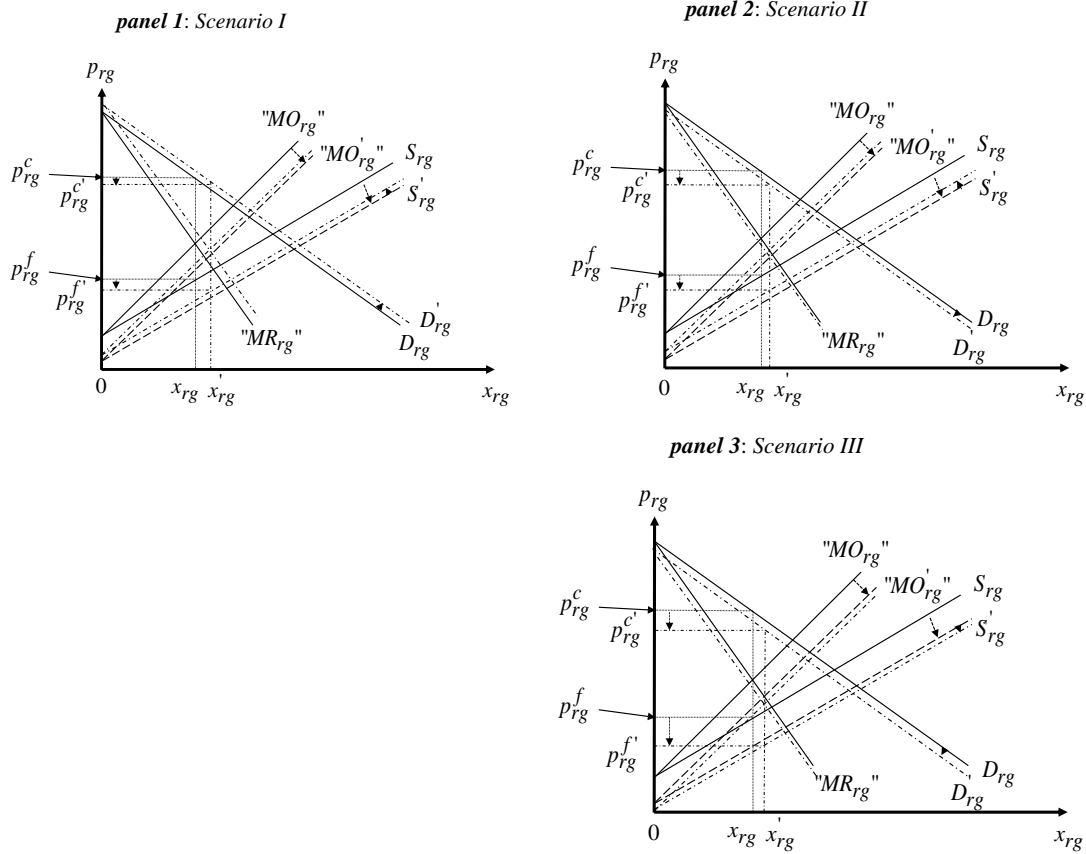 panel 1: Scenario I
p_rg
"MO_rg"
"MO'_rg"
S_rg
S'_rg
p^c_rg
p^c'_rg
p^f_rg
p^f'_rg
"MR_rg"
D'_rg
D_rg
0
x_rg
x'_rg
x_rg
panel 2: Scenario II
p_rg
"MO_rg"
"MO'_rg"
S_rg
S'_rg
p^c_rg
p^c'_rg
p^f_rg
p^f'_rg
"MR_rg"
D_rg
D'_rg
0
x_rg
x'_rg
x_rg
panel 3: Scenario III
p_rg
"MO_rg"
"MO'_rg"
S_rg
S'_rg
p^c_rg
p^c'_rg
p^f_rg
p^f'_rg
"MR_rg"
D_rg
D'_rg
0
x_rg
x'_rg
x_rg